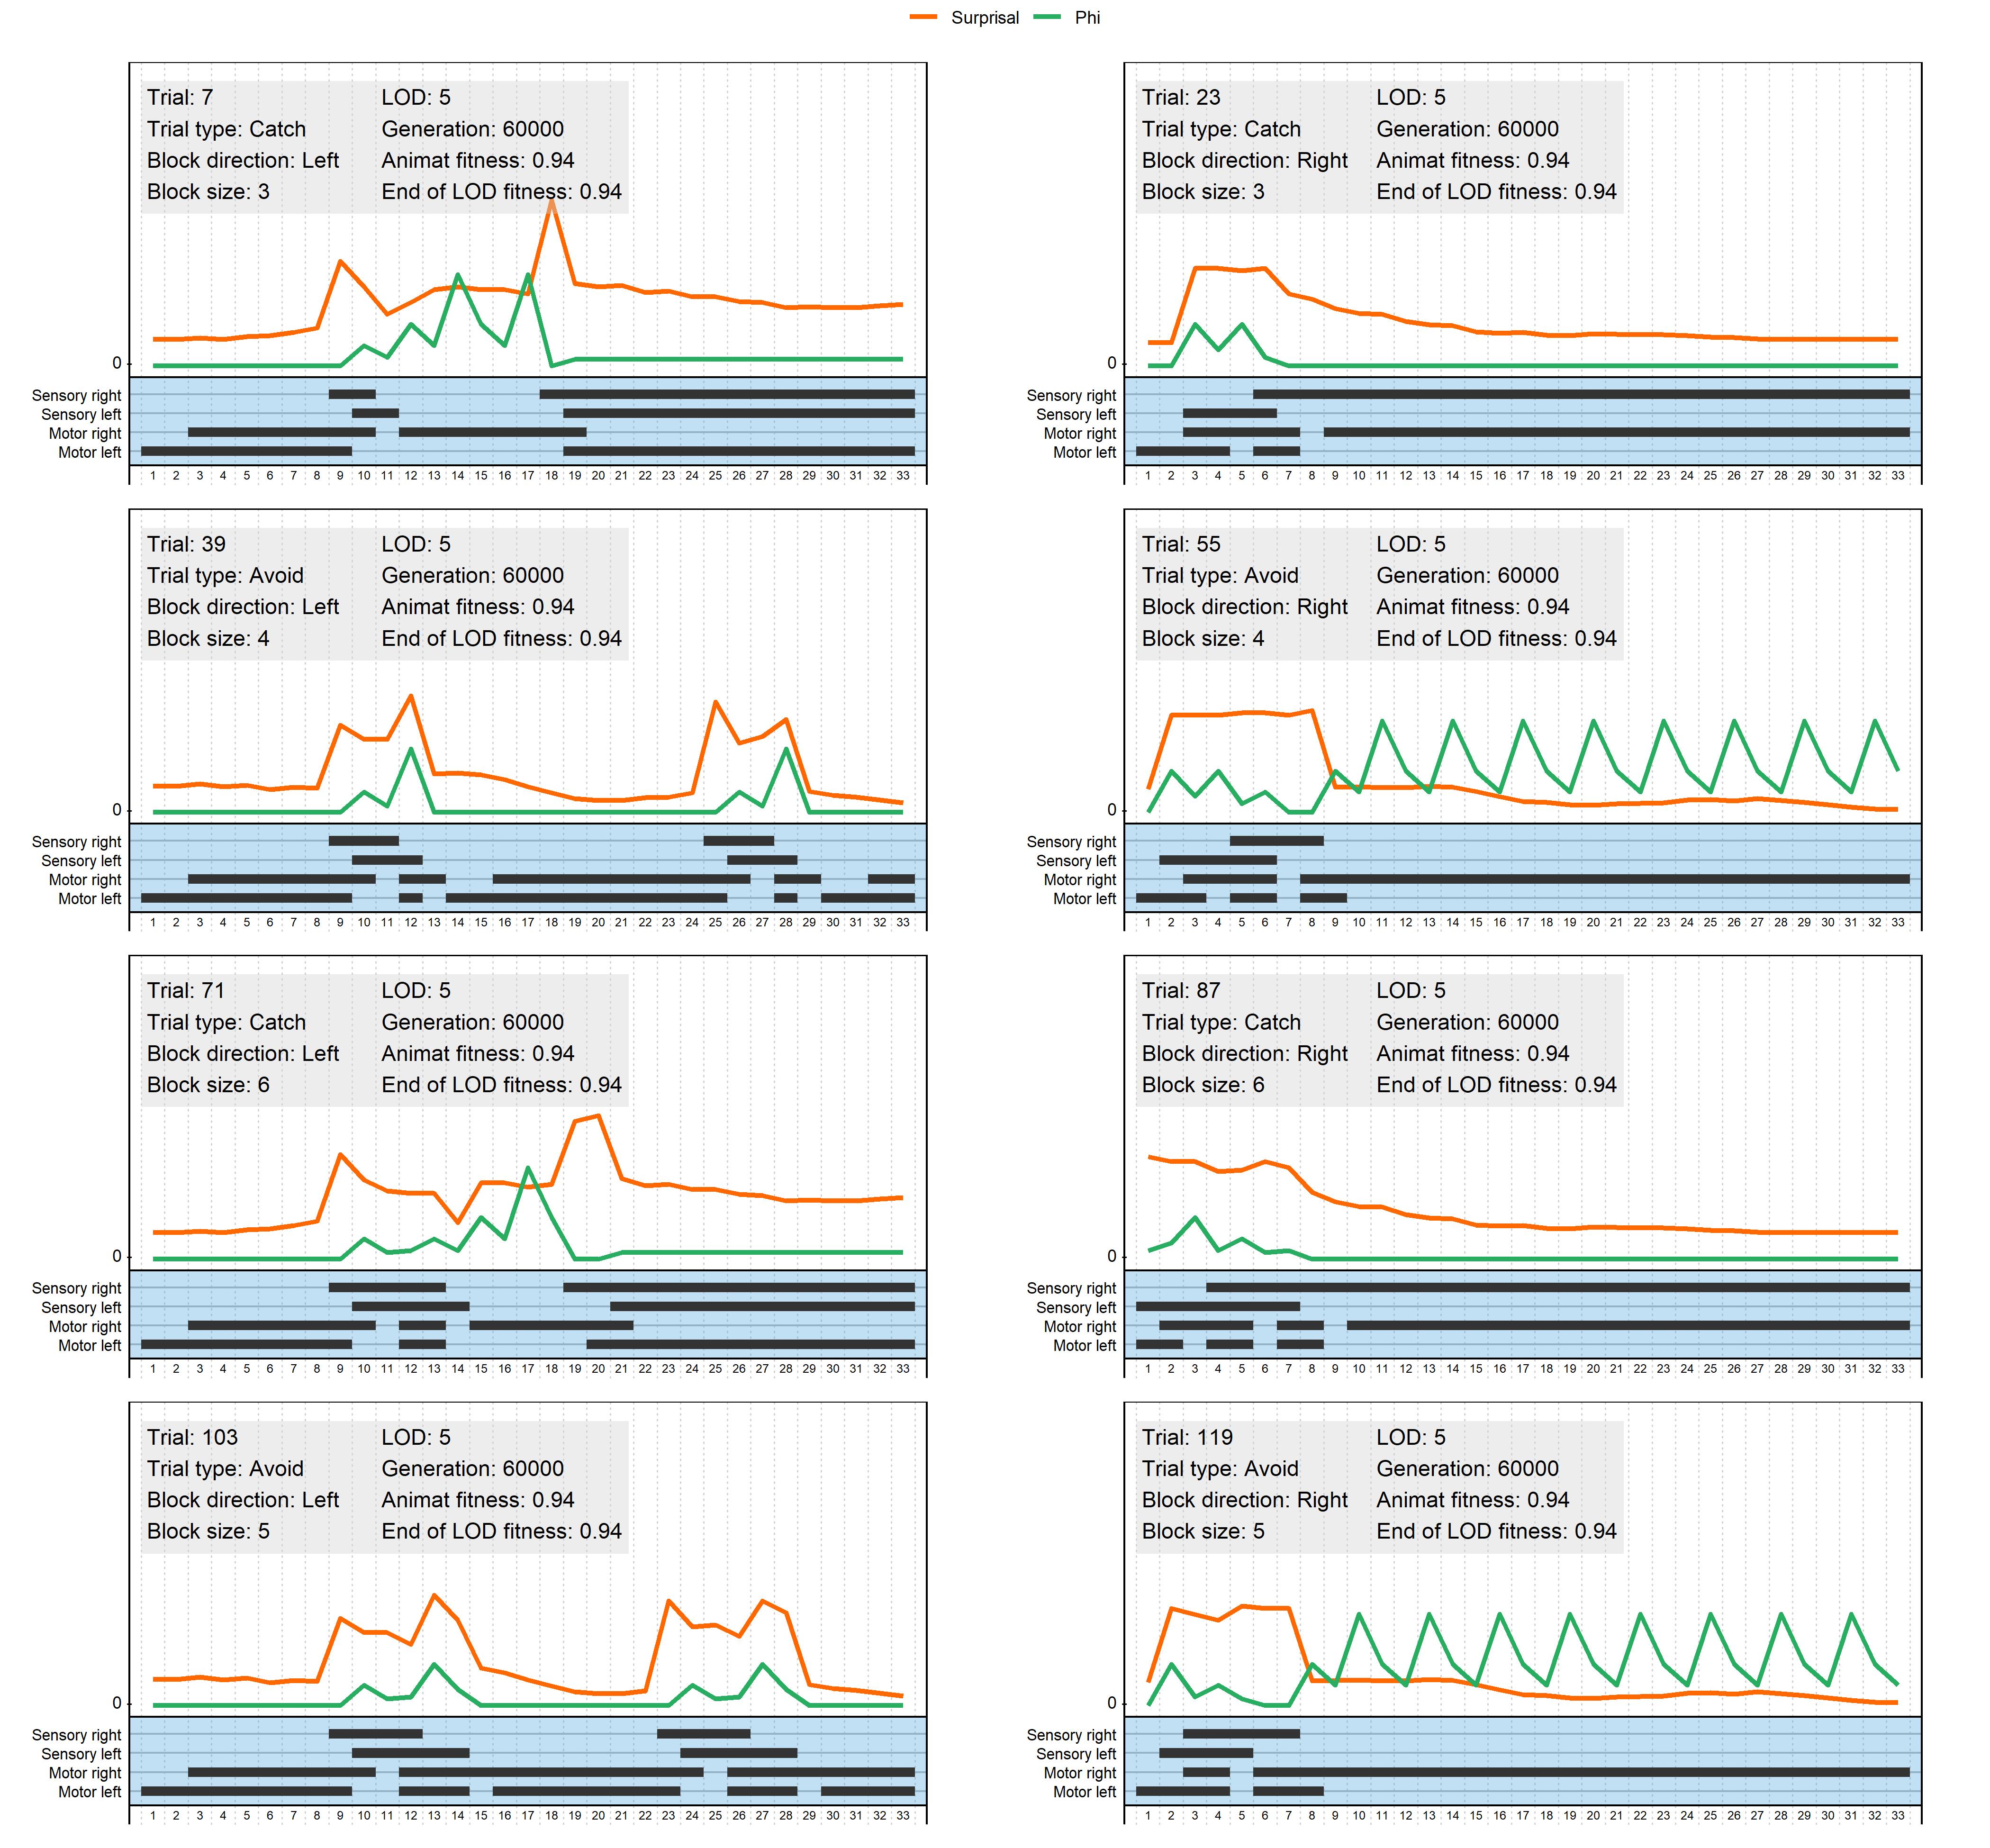 Surprisal Phi
Trial: 7 LOD: 5
Trial type: Catch Generation: 60000
Block direction: Left Animat fitness: 0.94
Block size: 3 End of LOD fitness: 0.94
0
Sensory right
Sensory left
Motor right
Motor left
1 2 3 4 5 6 7 8 9 10 11 12 13 14 15 16 17 18 19 20 21 22 23 24 25 26 27 28 29 30 31 32 33
Trial: 23 LOD: 5
Trial type: Catch Generation: 60000
Block direction: Right Animat fitness: 0.94
Block size: 3 End of LOD fitness: 0.94
0
Sensory right
Sensory left
Motor right
Motor left
1 2 3 4 5 6 7 8 9 10 11 12 13 14 15 16 17 18 19 20 21 22 23 24 25 26 27 28 29 30 31 32 33
Trial: 39 LOD: 5
Trial type: Avoid Generation: 60000
Block direction: Left Animat fitness: 0.94
Block size: 4 End of LOD fitness: 0.94
0
Sensory right
Sensory left
Motor right
Motor left
1 2 3 4 5 6 7 8 9 10 11 12 13 14 15 16 17 18 19 20 21 22 23 24 25 26 27 28 29 30 31 32 33
Trial: 55 LOD: 5
Trial type: Avoid Generation: 60000
Block direction: Right Animat fitness: 0.94
Block size: 4 End of LOD fitness: 0.94
0
Sensory right
Sensory left
Motor right
Motor left
1 2 3 4 5 6 7 8 9 10 11 12 13 14 15 16 17 18 19 20 21 22 23 24 25 26 27 28 29 30 31 32 33
Trial: 71 LOD: 5
Trial type: Catch Generation: 60000
Block direction: Left Animat fitness: 0.94
Block size: 6 End of LOD fitness: 0.94
0
Sensory right
Sensory left
Motor right
Motor left
1 2 3 4 5 6 7 8 9 10 11 12 13 14 15 16 17 18 19 20 21 22 23 24 25 26 27 28 29 30 31 32 33
Trial: 87 LOD: 5
Trial type: Catch Generation: 60000
Block direction: Right Animat fitness: 0.94
Block size: 6 End of LOD fitness: 0.94
0
Sensory right
Sensory left
Motor right
Motor left
1 2 3 4 5 6 7 8 9 10 11 12 13 14 15 16 17 18 19 20 21 22 23 24 25 26 27 28 29 30 31 32 33
Trial: 103 LOD: 5
Trial type: Avoid Generation: 60000
Block direction: Left Animat fitness: 0.94
Block size: 5 End of LOD fitness: 0.94
0
Sensory right
Sensory left
Motor right
Motor left
1 2 3 4 5 6 7 8 9 10 11 12 13 14 15 16 17 18 19 20 21 22 23 24 25 26 27 28 29 30 31 32 33
Trial: 119 LOD: 5
Trial type: Avoid Generation: 60000
Block direction: Right Animat fitness: 0.94
Block size: 5 End of LOD fitness: 0.94
0
Sensory right
Sensory left
Motor right
Motor left
1 2 3 4 5 6 7 8 9 10 11 12 13 14 15 16 17 18 19 20 21 22 23 24 25 26 27 28 29 30 31 32 33